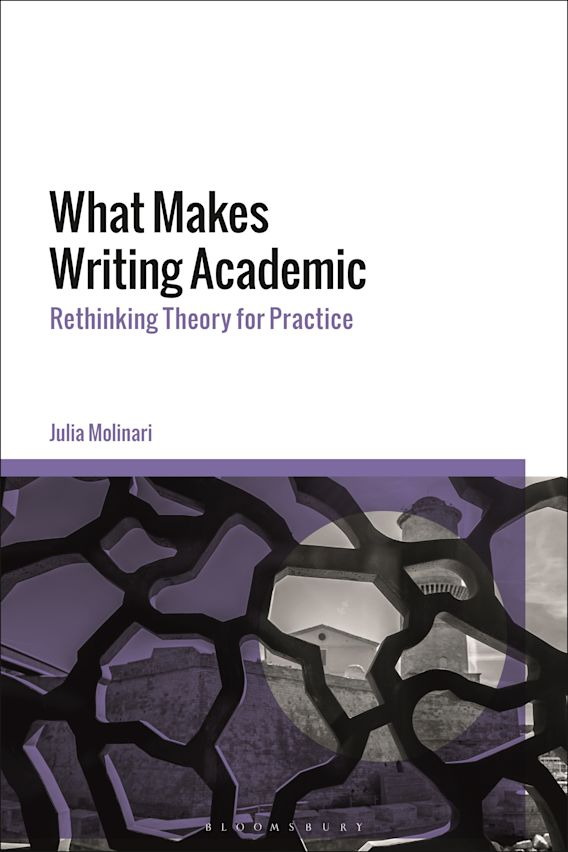 What Makes
Writing Academic
Rethinking Theory for Practice
Julia Molinari
BLOOMSBURY